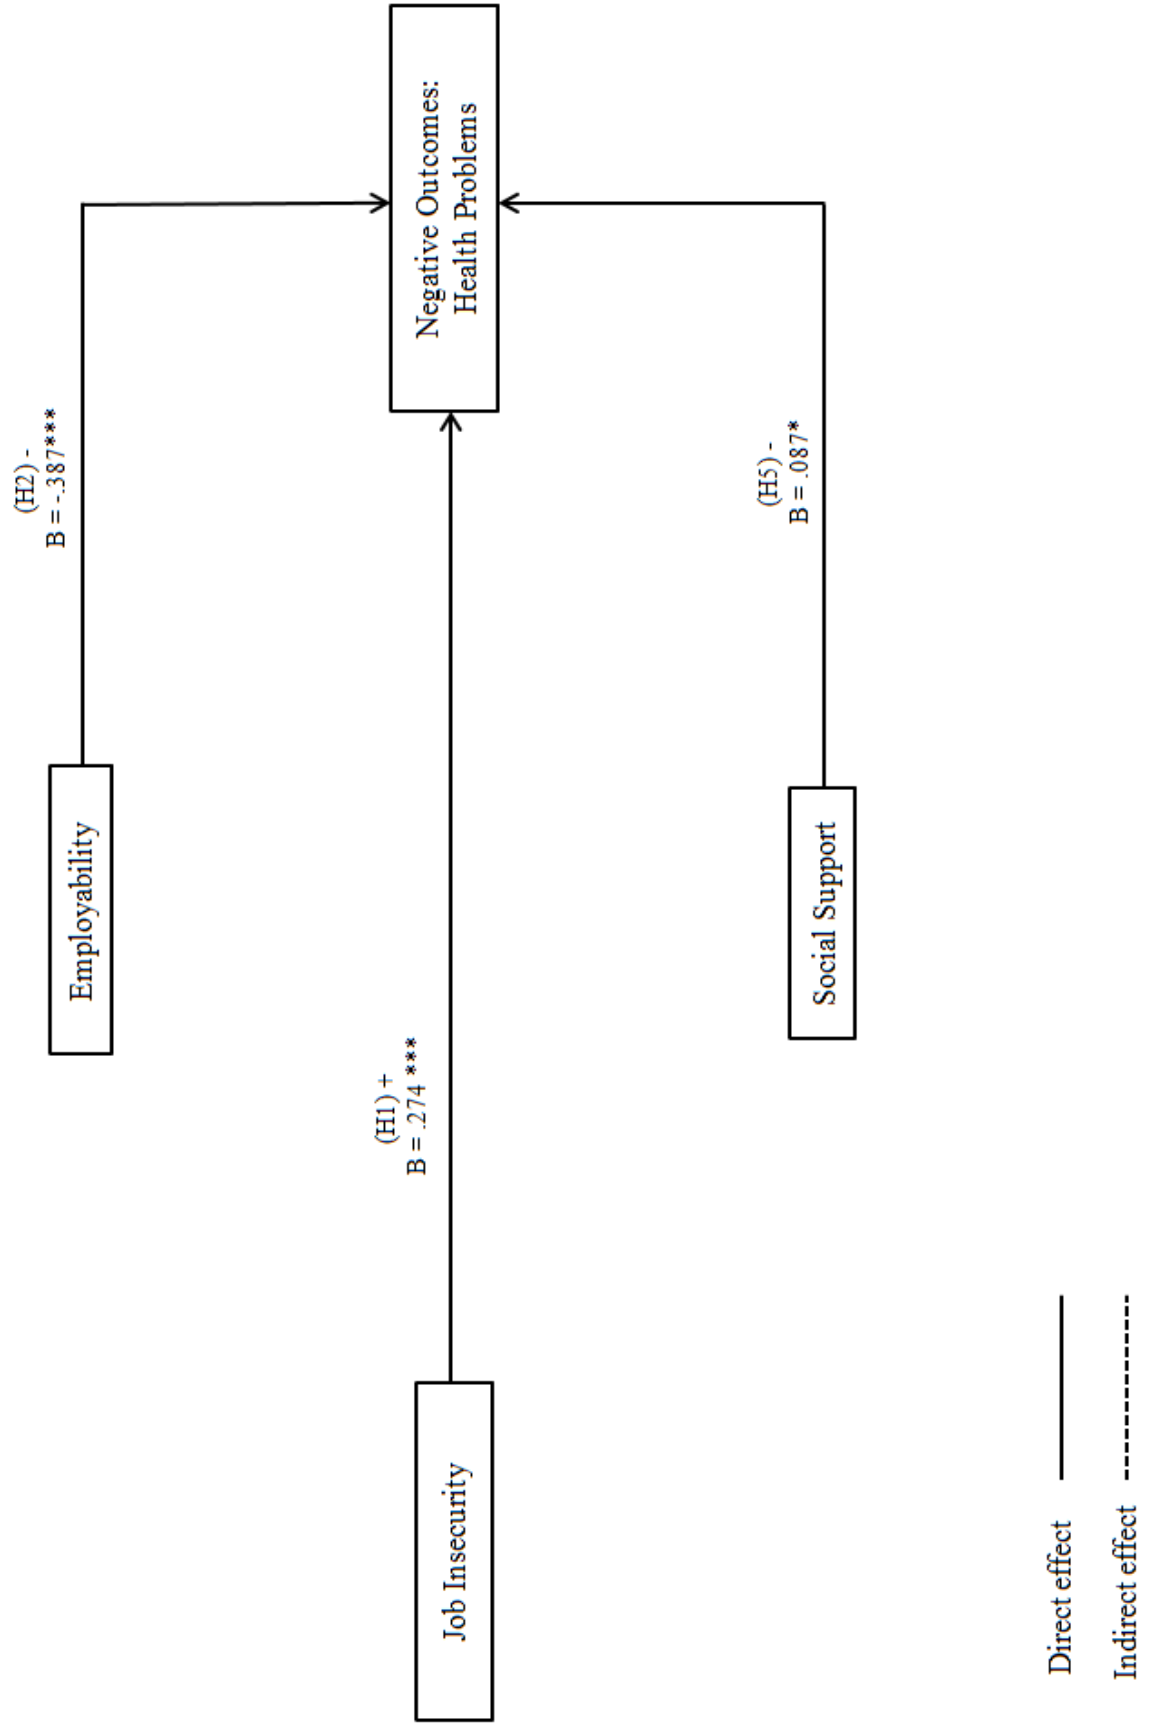 (H2) -
B = -.387***
Employability
(H1) +
B = .274 ***
Job Insecurity
Negative Outcomes:
Health Problems
(H5) -
B = .087*
Social Support
Direct effect
Indirect effect